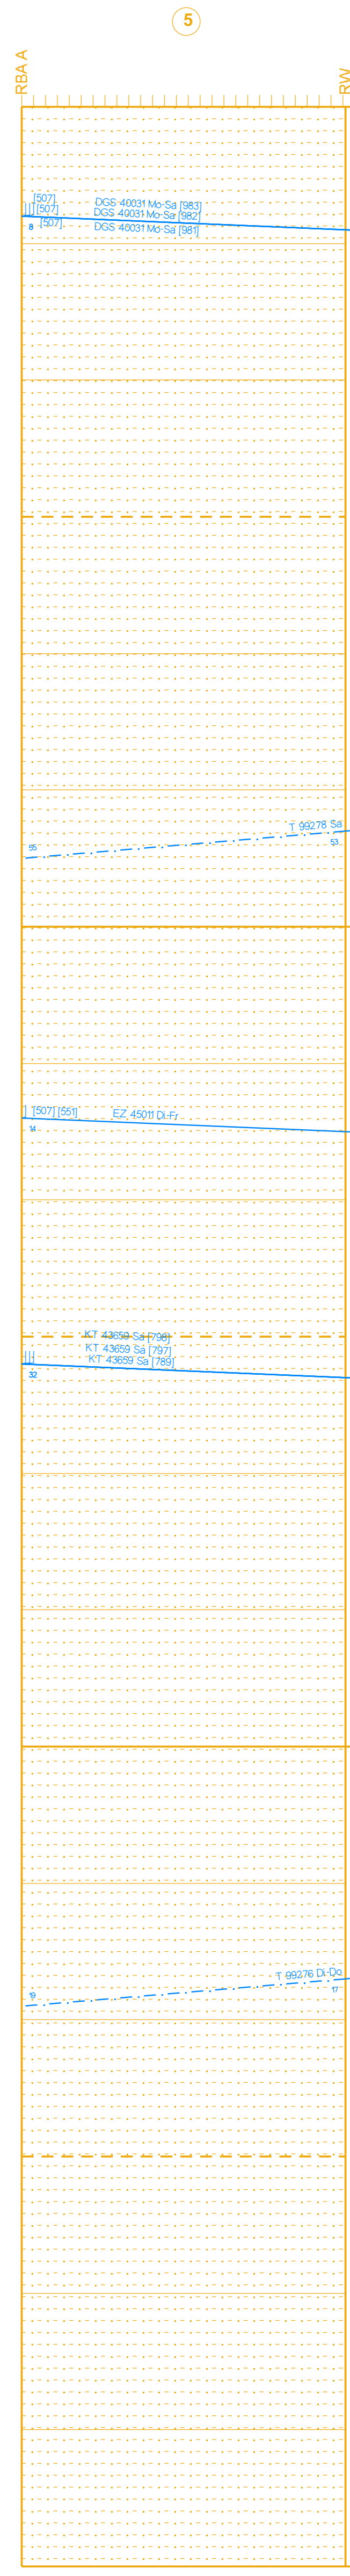 5
RBA A
RW
[507]
DGS 40031 Mo-Sa [983]
[507]
DGS 40031 Mo-Sa [982]
8 [507]
DGS 40031 Mo-Sa [981]
T 99278 Sa
55
53
[507] [551]
EZ 45011 Di-Fr
14
KT 43659 Sa [798]
KT 43659 Sa [797]
KT 43659 Sa [789]
32
T 99276 Di-Do
19
17